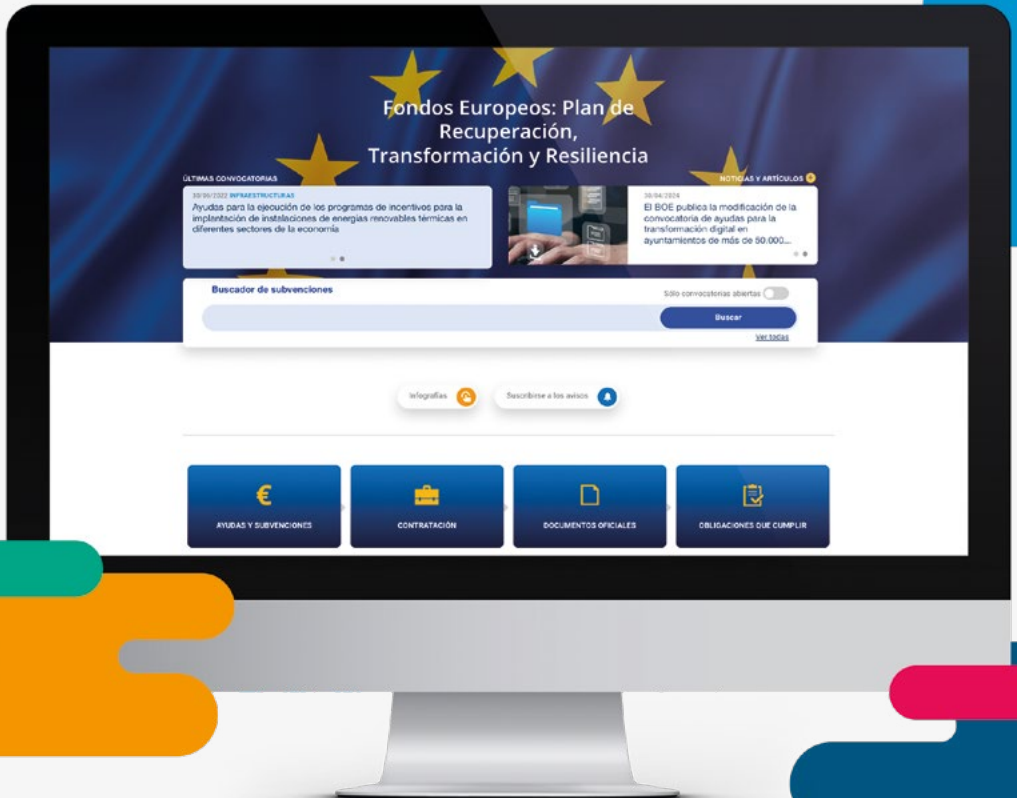 Fondos Europeos: Plan de
Recuperación,
Transformación y Resiliencia
ÚLTIMAS CONVOCATORIAS
30/06/2022 INFRAESTRUCTURAS
Ayudas para la ejecución de los programas de incentivos para la
implantación de instalaciones de energías renovables térmicas en
diferentes sectores de la economía
NOTICIAS Y ARTÍCULOS
30/04/2024
El BOE publica la modificación de la
convocatoria de ayudas para la
transformación digital en
ayuntamientos de más de 50.000...
Buscador de subvenciones
Sólo convocatorias abiertas
Buscar
Ver todas
Infografías
Suscribirse a los avisos
€
AYUDAS Y SUBVENCIONES
CONTRATACIÓN
DOCUMENTOS OFICIALES
OBLIGACIONES QUE CUMPLIR